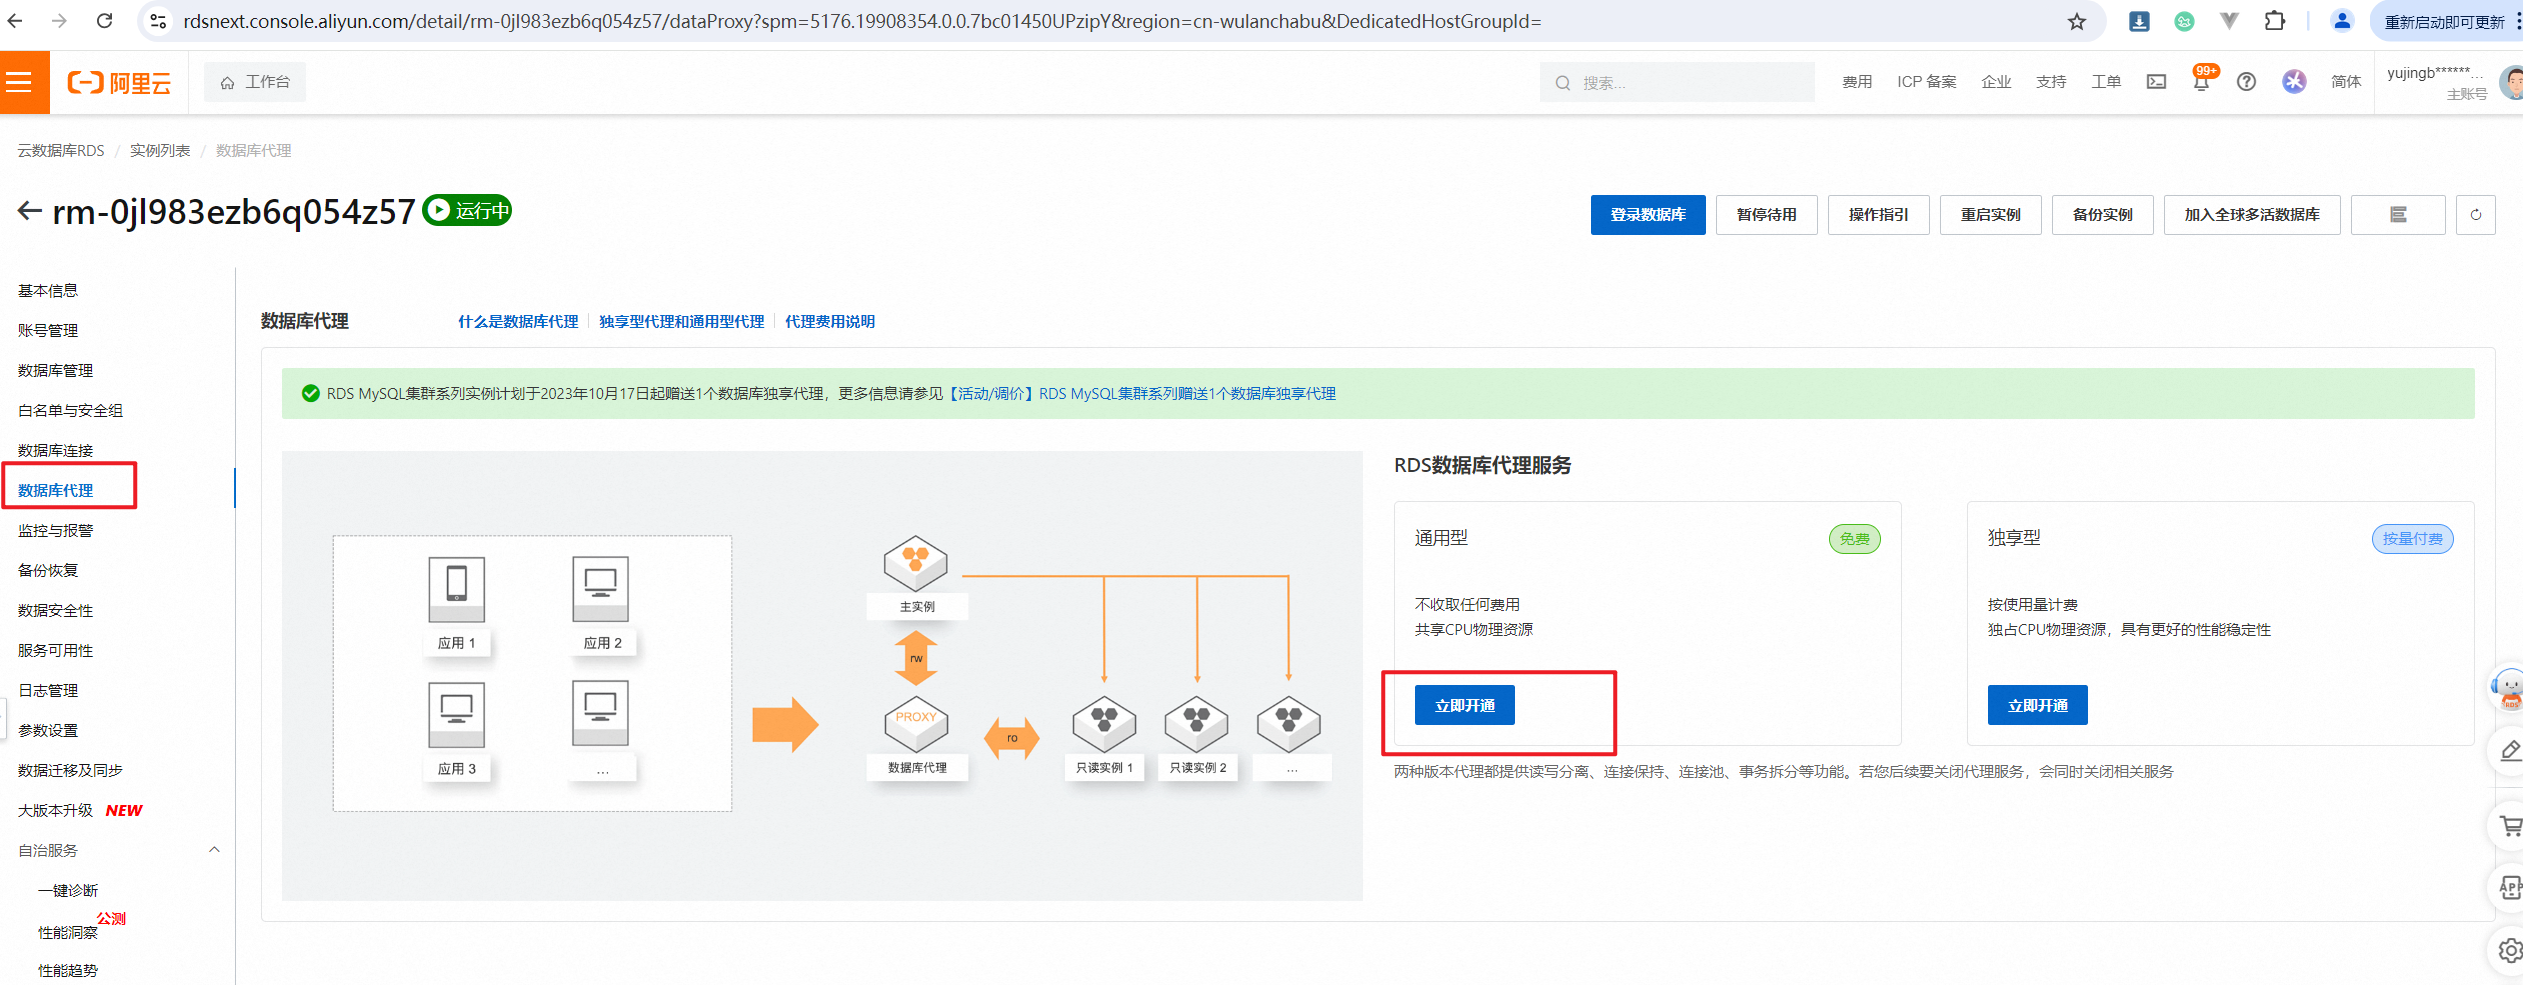 rdsnext.console.aliyun.com/detail/rm-0jl983ezb6q054z57/dataProxy?spm=5176.19908354.0.0.7bc01450UPzipY&region=cn-wulanchabu&DedicatedHostGroupId=
重新启动即可更新
阿里云
工作台
搜索...
费用
ICP 备案
企业
支持
工单
99+
简体
yujingb******...
主账号
云数据库RDS / 实例列表 / 数据库代理
rm-0jl983ezb6q054z57
运行中
登录数据库
暂停待用
操作指引
重启实例
备份实例
加入全球多活数据库
基本信息
账号管理
数据库管理
白名单与安全组
数据库连接
数据库代理
监控与报警
备份恢复
数据安全性
服务可用性
日志管理
参数设置
数据迁移及同步
大版本升级 NEW
自治服务
一键诊断
公测
性能洞察
性能趋势
数据库代理
什么是数据库代理
独享型代理和通用型代理
代理费用说明
RDS MySQL集群系列实例计划于2023年10月17日起赠送1个数据库独享代理，更多信息请参见【活动/调价】RDS MySQL集群系列赠送1个数据库独享代理
应用 1
应用 2
应用 3
...
主实例
rw
PROXY
数据库代理
ro
只读实例 1
只读实例 2
...
RDS数据库代理服务
通用型
免费
不收取任何费用
共享CPU物理资源
立即开通
独享型
按量付费
按使用量计费
独占CPU物理资源，具有更好的性能稳定性
立即开通
两种版本代理都提供读写分离、连接保持、连接池、事务拆分等功能。若您后续要关闭代理服务，会同时关闭相关服务
RDS
APP